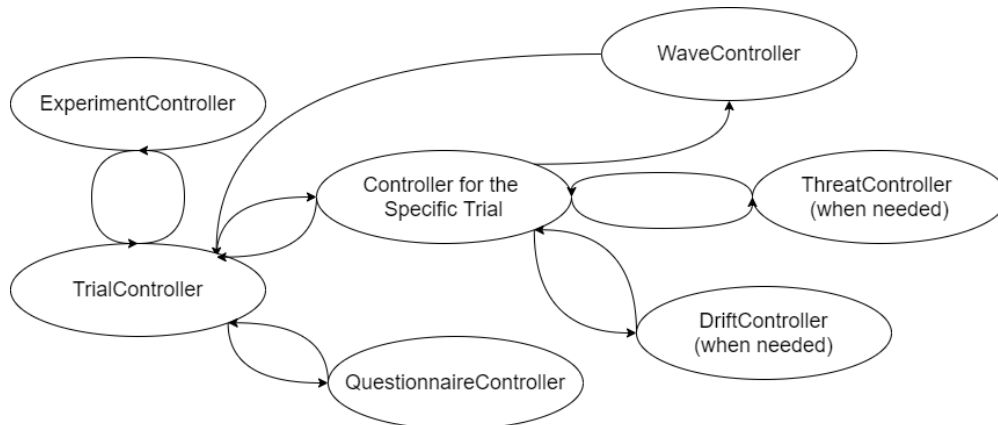 WaveController
ExperimentController
Controller for the
Specific Trial
ThreatController
(when needed)
TrialController
DriftController
(when needed)
QuestionnaireController